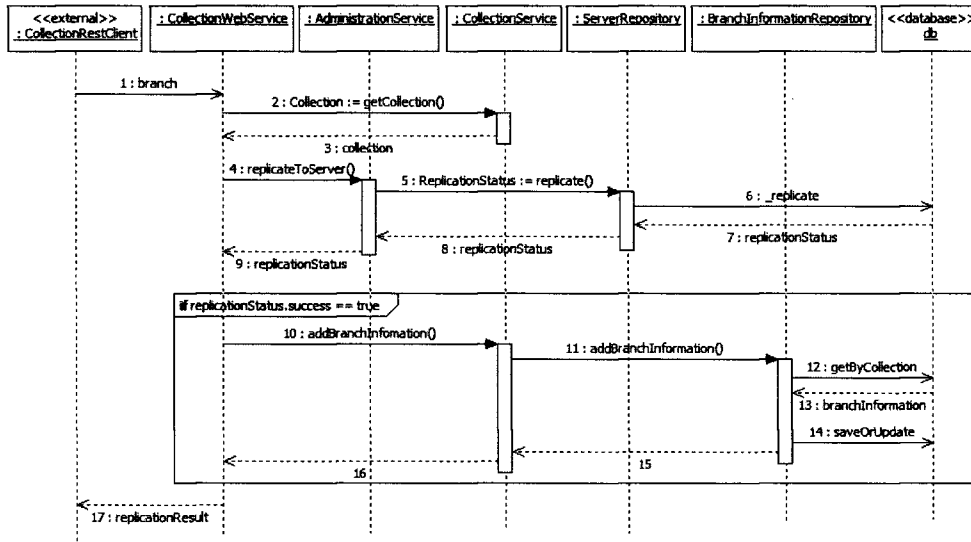 <<external>>
: CollectionRestClient
: CollectionWebService
: AdministrationService
: CollectionService
: ServerRepository
: BranchInformationRepository
<<database>>
db
1 : branch
2 : Collection := getCollection()
3 : collection
4 : replicateToServer()
5 : ReplicationStatus := replicate()
6 : _replicate
7 : replicationStatus
8 : replicationStatus
9 : replicationStatus
if replicationStatus.success == true
10 : addBranchInfomation()
11 : addBranchInformation()
12 : getByCollection
13 : branchInformation
14 : saveOrUpdate
15
16
17 : replicationResult